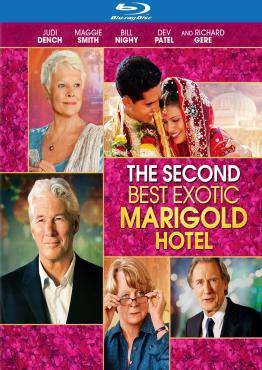 Blu-ray Disc
JUDI DENCH
MAGGIE SMITH
BILL NIGHY
DEV PATEL
AND RICHARD GERE
THE SECOND
BEST EXOTIC
MARIGOLD
HOTEL